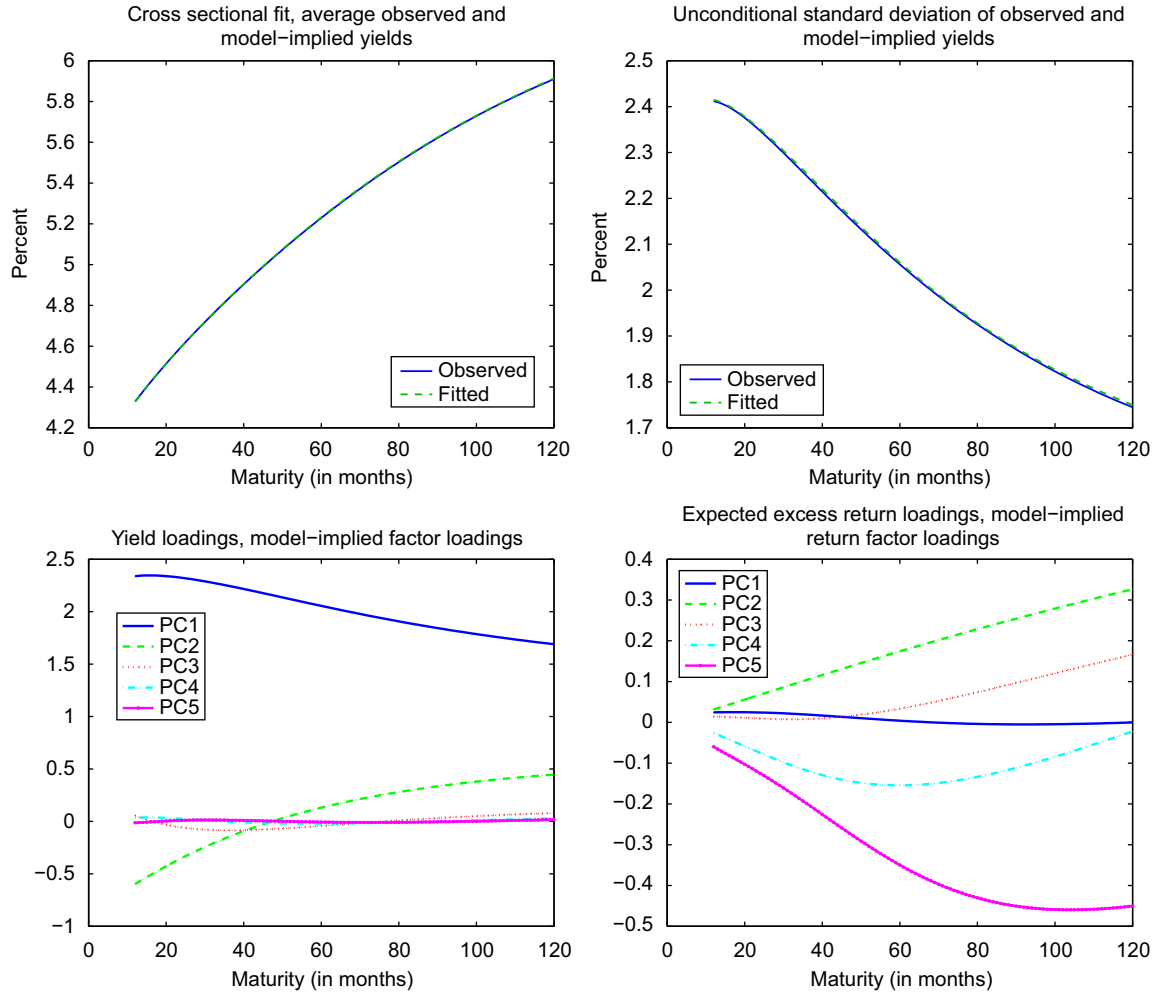 Cross sectional fit, average observed and
model−implied yields
6
5.8
5.6
5.4
5.2
5
4.8
4.6
4.4
4.2
Percent
Observed
Fitted
0 20 40 60 80 100 120
Maturity (in months)
Unconditional standard deviation of observed and
model−implied yields
2.5
2.4
2.3
2.2
2.1
2
1.9
1.8
1.7
Percent
Observed
Fitted
0 20 40 60 80 100 120
Maturity (in months)
Yield loadings, model−implied factor loadings
2.5
2
1.5
1
0.5
0
−0.5
−1
PC1
PC2
PC3
PC4
PC5
0 20 40 60 80 100 120
Maturity (in months)
Expected excess return loadings, model−implied
return factor loadings
0.4
0.3
0.2
0.1
0
−0.1
−0.2
−0.3
−0.4
−0.5
PC1
PC2
PC3
PC4
PC5
0 20 40 60 80 100 120
Maturity (in months)